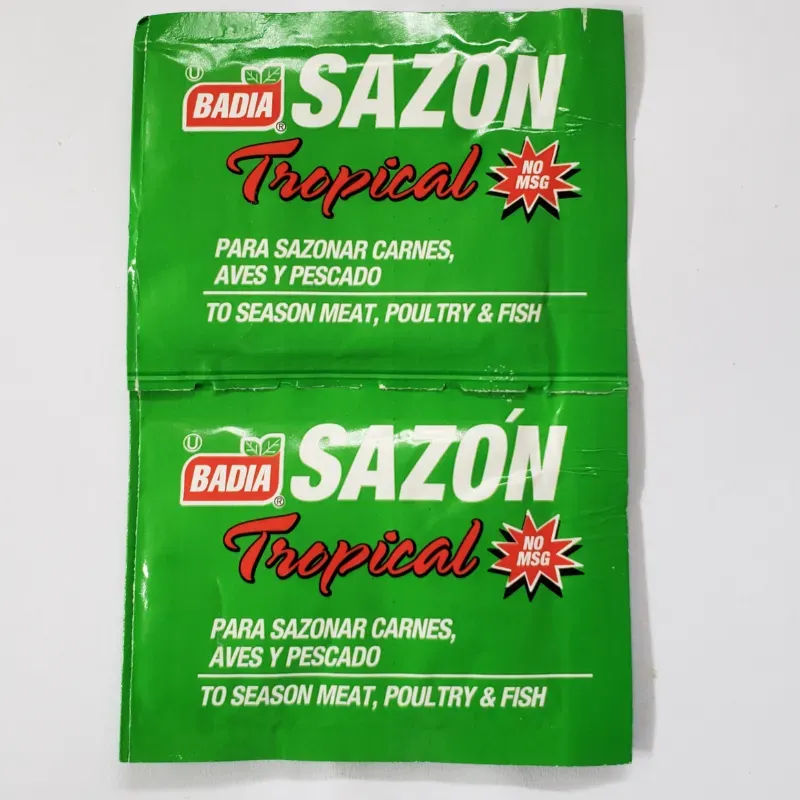 U
BADIA®
SAZÓN
Tropical
NO
MSG
PARA SAZONAR CARNES,
AVES Y PESCADO
TO SEASON MEAT, POULTRY & FISH
U
BADIA®
SAZÓN
Tropical
NO
MSG
PARA SAZONAR CARNES,
AVES Y PESCADO
TO SEASON MEAT, POULTRY & FISH